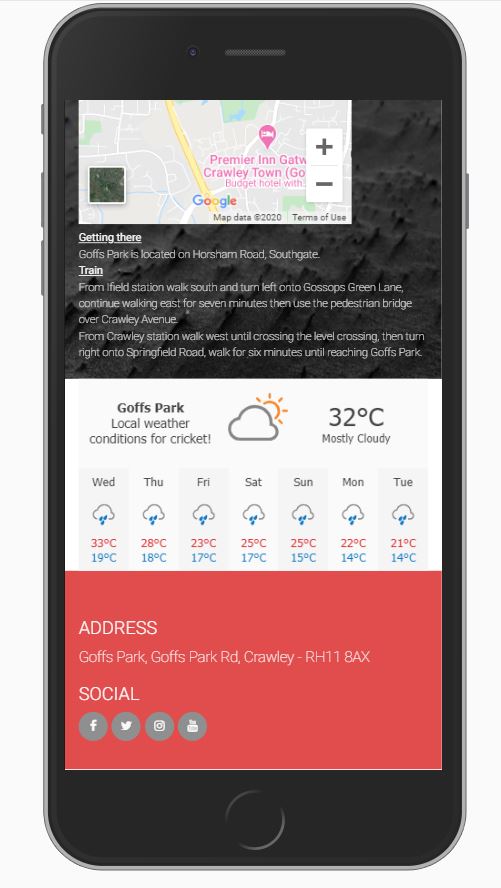 Premier Inn Gatw
Crawley Town (Go
Budget hotel with...
+
−
Google
Map data ©2020 Terms of Use
Getting there
Goffs Park is located on Horsham Road, Southgate.
Train
From Ifield station walk south and turn left onto Gossops Green Lane,
continue walking east for seven minutes then use the pedestrian bridge
over Crawley Avenue.
From Crawley station walk west until crossing the level crossing, then turn
right onto Springfield Road, walk for six minutes until reaching Goffs Park.
Goffs Park
Local weather
conditions for cricket!
32°C
Mostly Cloudy
Wed Thu Fri Sat Sun Mon Tue
33°C 28°C 23°C 25°C 25°C 22°C 21°C
19°C 18°C 17°C 17°C 15°C 14°C 14°C
ADDRESS
Goffs Park, Goffs Park Rd, Crawley - RH11 8AX
SOCIAL